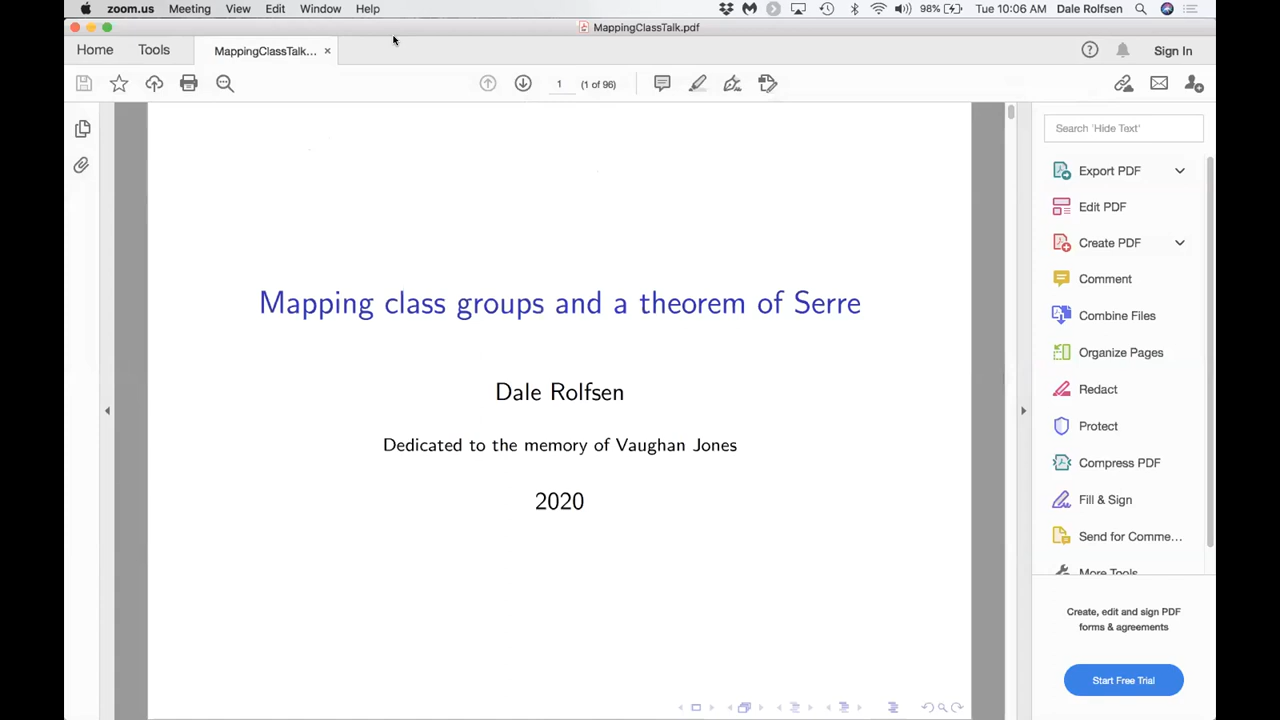 zoom.us Meeting View Edit Window Help 98% Tue 10:06 AM Dale Rolfsen
MappingClassTalk.pdf
Home Tools MappingClassTalk... × Sign In
1 (1 of 96)
Search 'Hide Text'
Export PDF
Edit PDF
Create PDF
Comment
Combine Files
Organize Pages
Redact
Protect
Compress PDF
Fill & Sign
Send for Comme...
More Tools
Create, edit and sign PDF
forms & agreements
Start Free Trial
Mapping class groups and a theorem of Serre
Dale Rolfsen
Dedicated to the memory of Vaughan Jones
2020